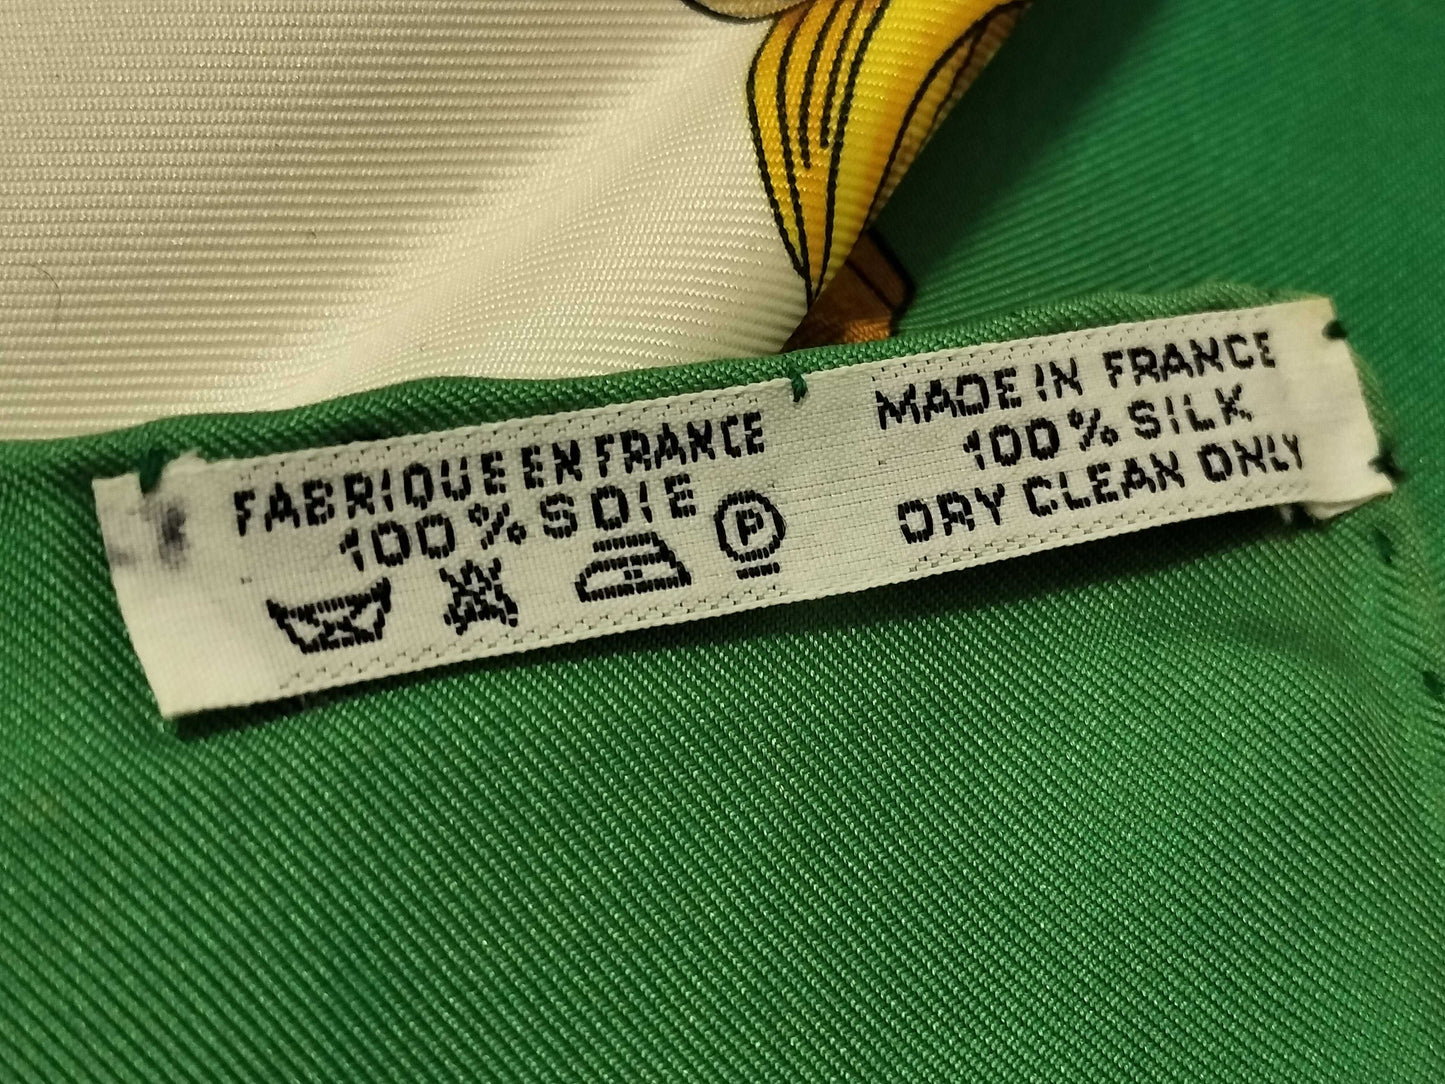 FABRIQUE EN FRANCE
100% SOIE
P
MADE IN FRANCE
100% SILK
DRY CLEAN ONLY